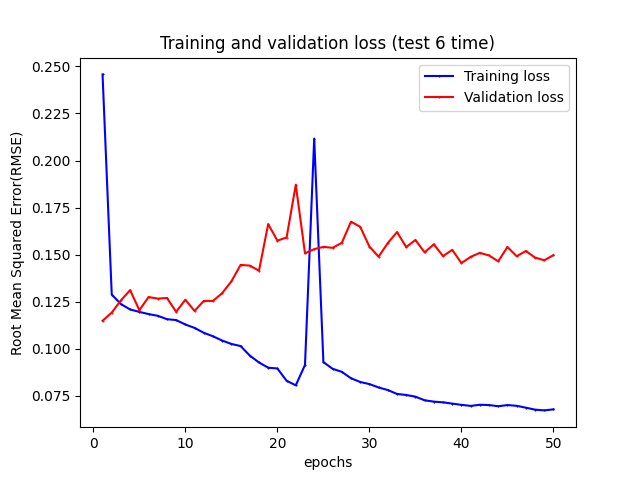 Training and validation loss (test 6 time)
Training loss
Validation loss
Root Mean Squared Error(RMSE)
0.250
0.225
0.200
0.175
0.150
0.125
0.100
0.075
0 10 20 30 40 50
epochs